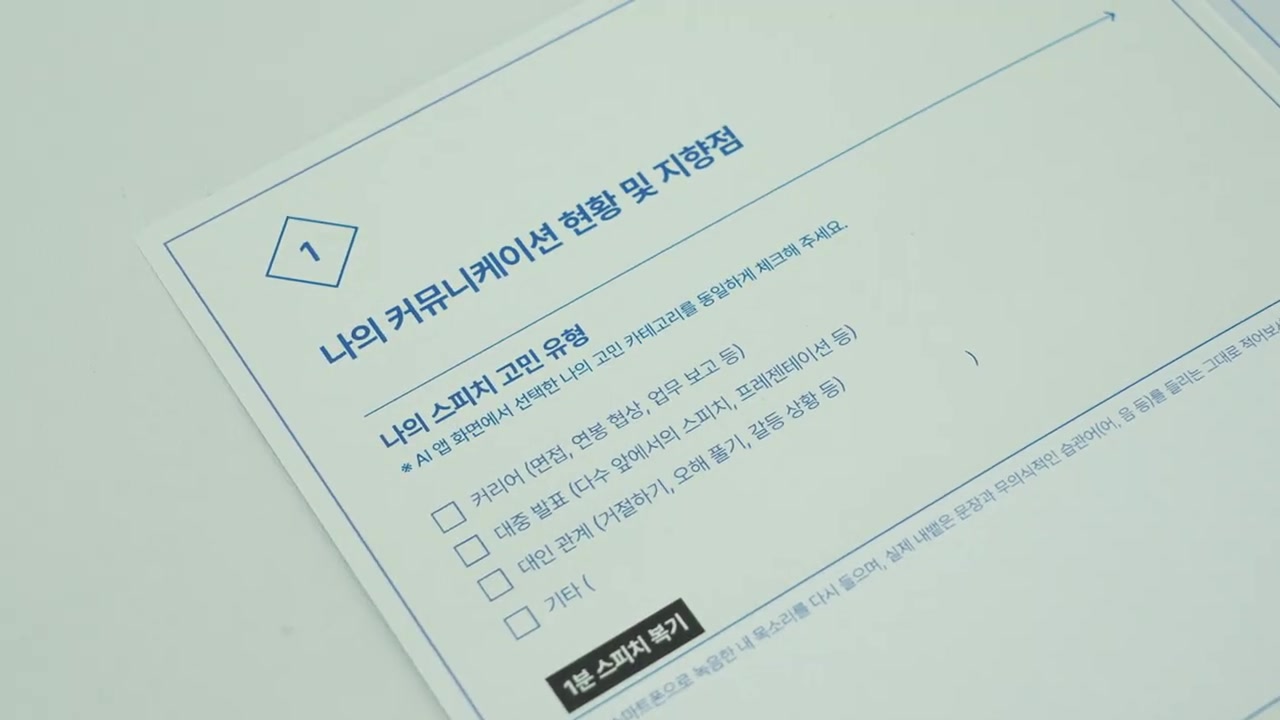 1
나의 커뮤니케이션 현황 및 지향점
나의 스피치 고민 유형
※ AI 앱 화면에서 선택한 나의 고민 카테고리를 동일하게 체크해 주세요.
커리어 (면접, 연봉 협상, 업무 보고 등)
대중 발표 (다수 앞에서의 스피치, 프레젠테이션 등)
대인 관계 (거절하기, 오해 풀기, 갈등 상황 등)
기타 ( )
1분 스피치 복기
스마트폰으로 녹음한 내 목소리를 다시 들으며, 실제 내뱉은 문장과 무의식적인 습관어(어, 음 등)를 들리는 그대로 적어보세